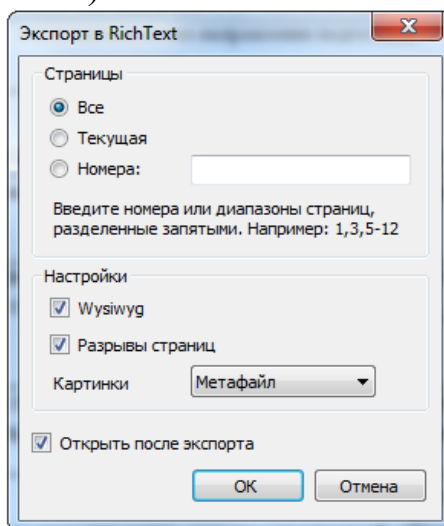 Экспорт в RichText
Страницы
Все
Текущая
Номера:
Введите номера или диапазоны страниц,
разделенные запятыми. Например: 1,3,5-12
Настройки
Wysiwyg
Разрывы страниц
Картинки Метафайл
Открыть после экспорта
ОК Отмена